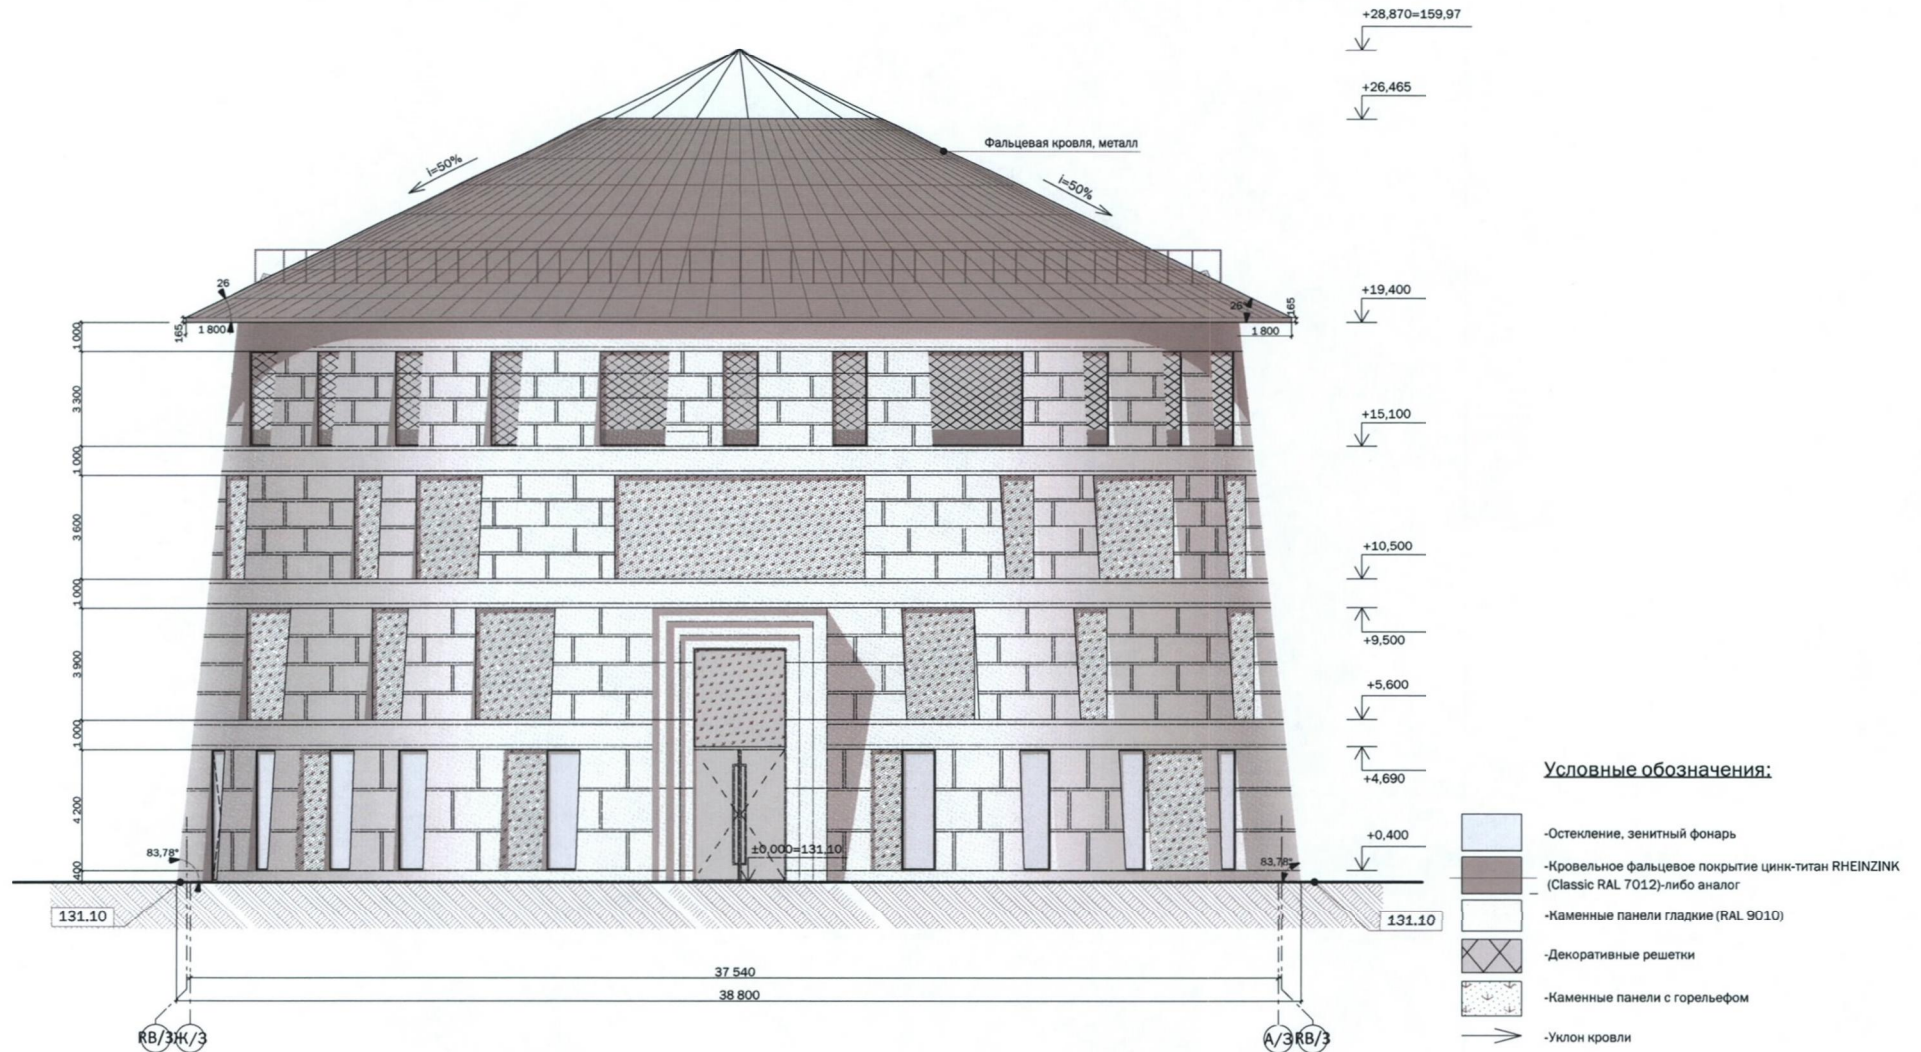 +28,870=159,97
+26,465
Фальцевая кровля, металл
i=50%
i=50%
+19,400
26
26°
165
165
1 800
1 800
1 000
3 300
+15,100
1 000
3 600
+10,500
1 000
+9,500
3 900
+5,600
1 000
+4,690
4 200
+0,400
400
±0,000=131,10
83,78°
83,78°
131.10
131.10
37 540
38 800
RB/3
Ж/3
А/3
RB/3
Условные обозначения:
-Остекление, зенитный фонарь
-Кровельное фальцевое покрытие цинк-титан RHEINZINK
(Classic RAL 7012)-либо аналог
-Каменные панели гладкие (RAL 9010)
-Декоративные решетки
-Каменные панели с горельефом
-Уклон кровли